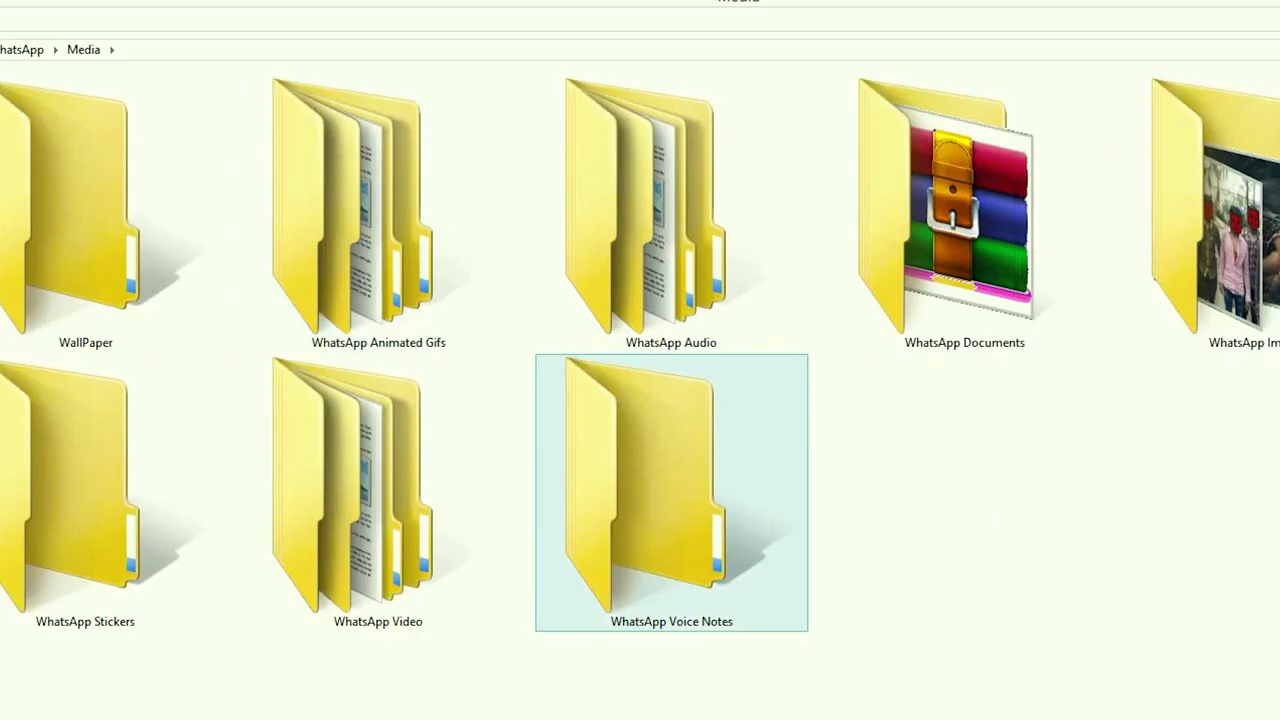 hatsApp
Media
WallPaper
WhatsApp Animated Gifs
WhatsApp Audio
WhatsApp Documents
WhatsApp Im
WhatsApp Stickers
WhatsApp Video
WhatsApp Voice Notes